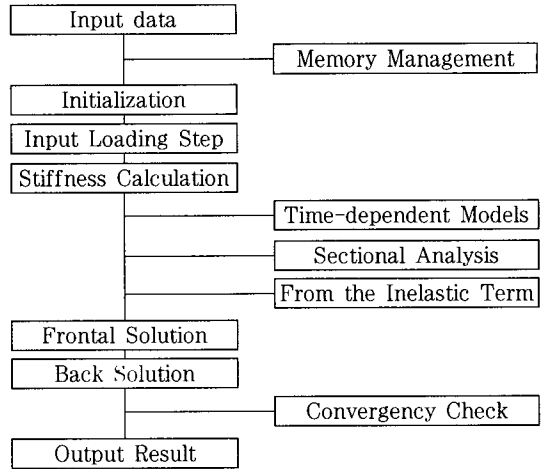 Input data
Memory Management
Initialization
Input Loading Step
Stiffness Calculation
Time-dependent Models
Sectional Analysis
From the Inelastic Term
Frontal Solution
Back Solution
Convergency Check
Output Result